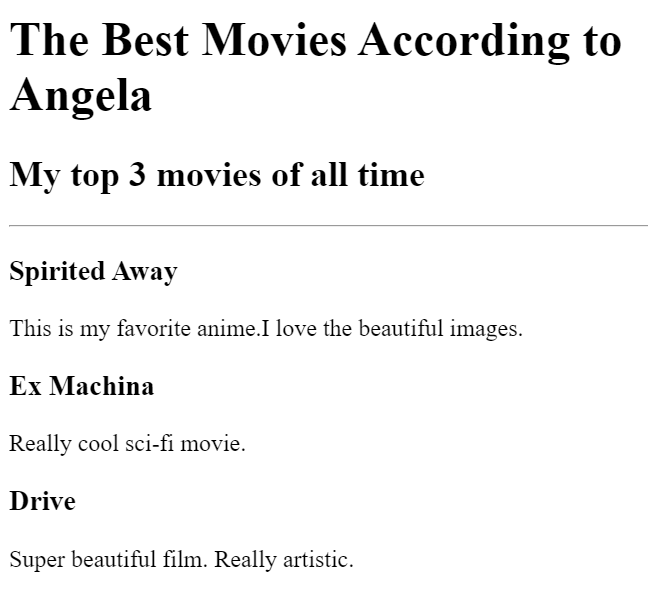 The Best Movies According to
Angela
My top 3 movies of all time
Spirited Away
This is my favorite anime.I love the beautiful images.
Ex Machina
Really cool sci-fi movie.
Drive
Super beautiful film. Really artistic.